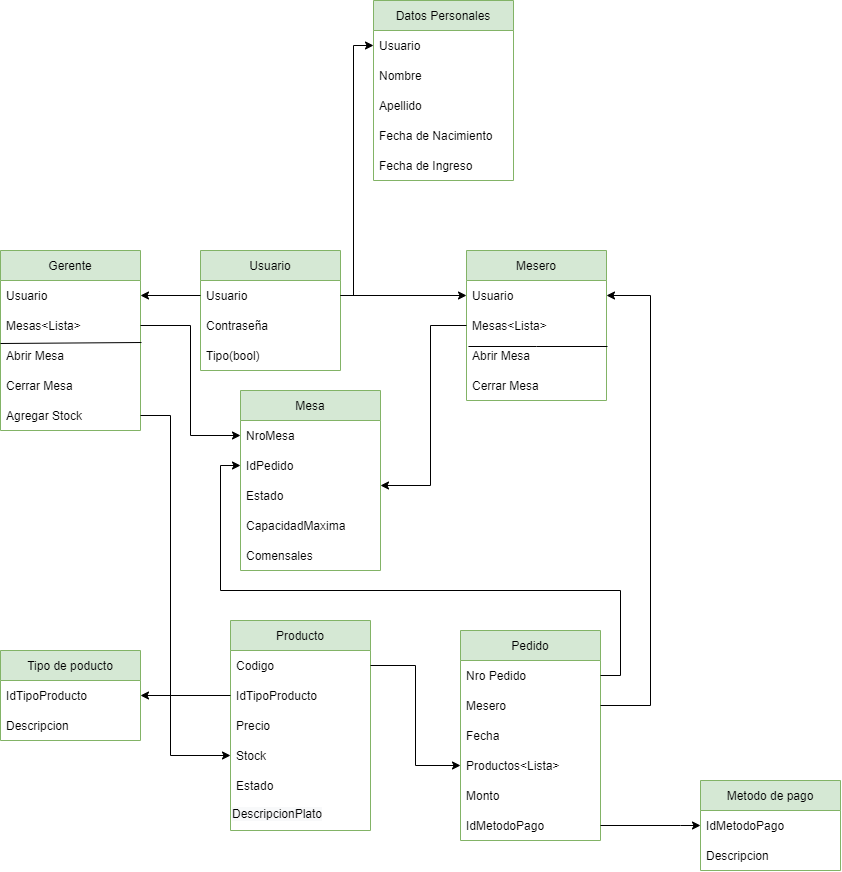 Datos Personales
Usuario
Nombre
Apellido
Fecha de Nacimiento
Fecha de Ingreso
Gerente
Usuario
Mesas<Lista>
Abrir Mesa
Cerrar Mesa
Agregar Stock
Usuario
Usuario
Contraseña
Tipo(bool)
Mesero
Usuario
Mesas<Lista>
Abrir Mesa
Cerrar Mesa
Mesa
NroMesa
IdPedido
Estado
CapacidadMaxima
Comensales
Tipo de poducto
IdTipoProducto
Descripcion
Producto
Codigo
IdTipoProducto
Precio
Stock
Estado
DescripcionPlato
Pedido
Nro Pedido
Mesero
Fecha
Productos<Lista>
Monto
IdMetodoPago
Metodo de pago
IdMetodoPago
Descripcion